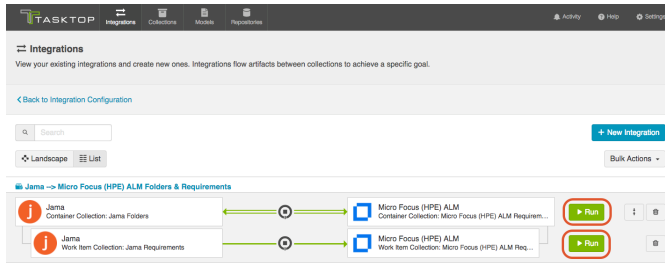 TASKTOP
Integrations
Collections
Models
Repositories
Activity
Help
Settings
Integrations
View your existing integrations and create new ones. Integrations flow artifacts between collections to achieve a specific goal.
Back to Integration Configuration
Search
+ New Integration
Landscape
List
Bulk Actions
Jama --> Micro Focus (HPE) ALM Folders & Requirements
Jama
Container Collection: Jama Folders
Micro Focus (HPE) ALM
Container Collection: Micro Focus (HPE) ALM Requirem...
Run
Jama
Work Item Collection: Jama Requirements
Micro Focus (HPE) ALM
Work Item Collection: Micro Focus (HPE) ALM Req...
Run